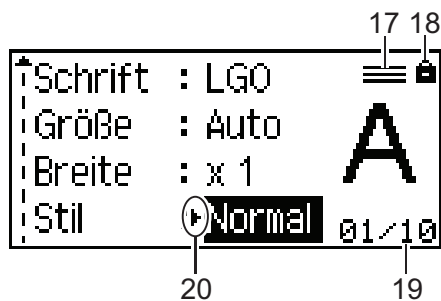 17 18
Schrift : LGO
Größe : Auto
Breite : x 1
Stil Normal
01/10
20 19